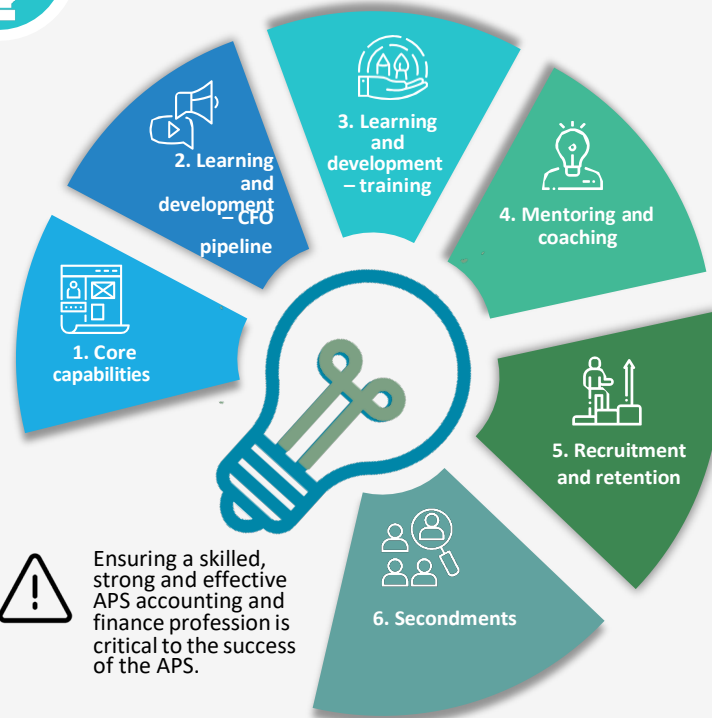 1. Core
capabilities
2. Learning
and
development
– CFO
pipeline
3. Learning
and
development
– training
4. Mentoring and
coaching
5. Recruitment
and retention
6. Secondments
Ensuring a skilled,
strong and effective
APS accounting and
finance profession is
critical to the success
of the APS.